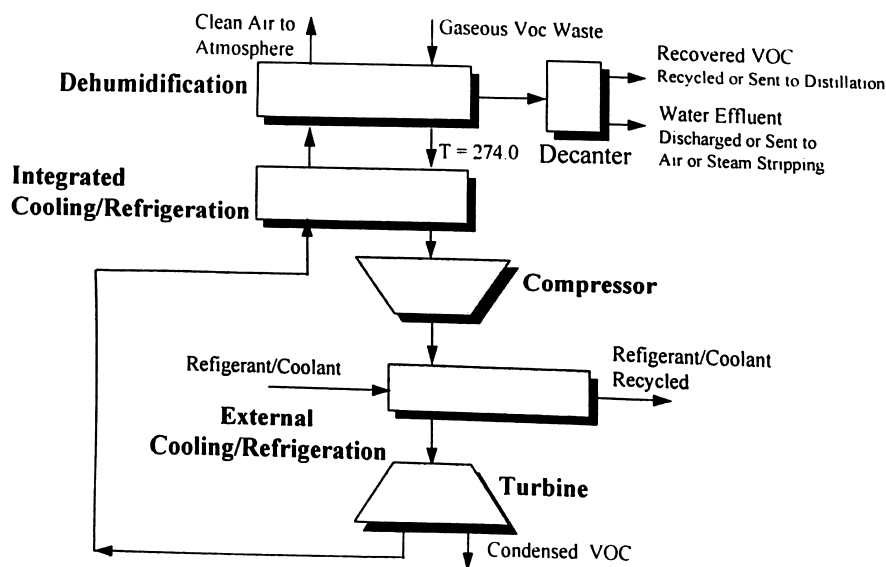 Clean Air to
Atmosphere
Gaseous Voc Waste
Dehumidification
Recovered VOC
Recycled or Sent to Distillation
Water Effluent
Discharged or Sent to
Air or Steam Stripping
Decanter
T = 274.0
Integrated
Cooling/Refrigeration
Compressor
Refigerant/Coolant
Refigerant/Coolant
Recycled
External
Cooling/Refrigeration
Turbine
Condensed VOC